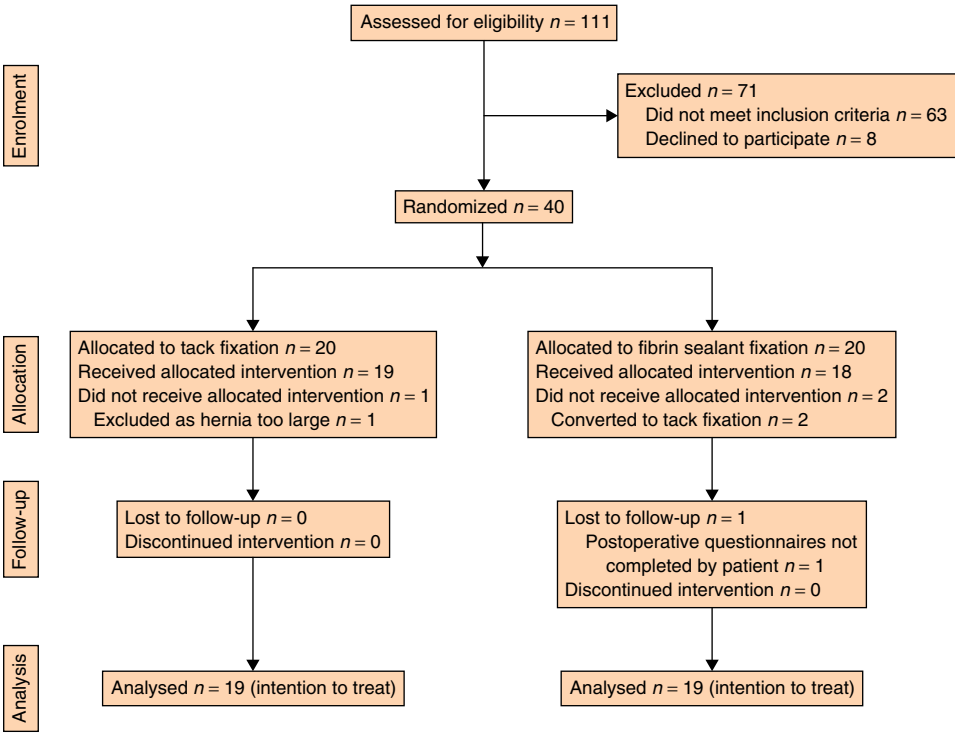 Assessed for eligibility n = 111
Enrolment
Excluded n = 71
Did not meet inclusion criteria n = 63
Declined to participate n = 8
Randomized n = 40
Allocation
Allocated to tack fixation n = 20
Received allocated intervention n = 19
Did not receive allocated intervention n = 1
Excluded as hernia too large n = 1
Allocated to fibrin sealant fixation n = 20
Received allocated intervention n = 18
Did not receive allocated intervention n = 2
Converted to tack fixation n = 2
Follow-up
Lost to follow-up n = 0
Discontinued intervention n = 0
Lost to follow-up n = 1
Postoperative questionnaires not
completed by patient n = 1
Discontinued intervention n = 0
Analysis
Analysed n = 19 (intention to treat)
Analysed n = 19 (intention to treat)